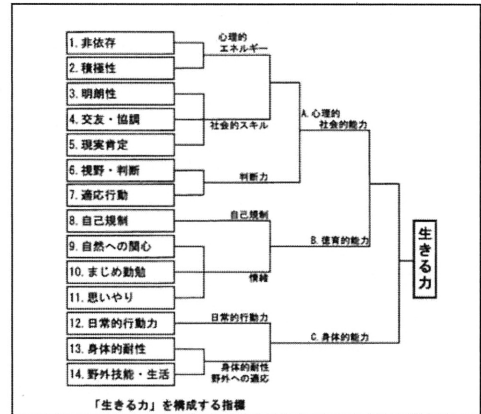 1. 非依存
2. 積極性
3. 明朗性
4. 交友・協調
5. 現実肯定
6. 視野・判断
7. 適応行動
8. 自己規制
9. 自然への関心
10. まじめ勤勉
11. 思いやり
12. 日常的行動力
13. 身体的耐性
14. 野外技能・生活
心理的
エネルギー
社会的スキル
判断力
自己規制
情緒
日常的行動力
身体的耐性
野外への適応
A. 心理的
社会的能力
B. 徳育的能力
C. 身体的能力
生きる力
「生きる力」を構成する指標